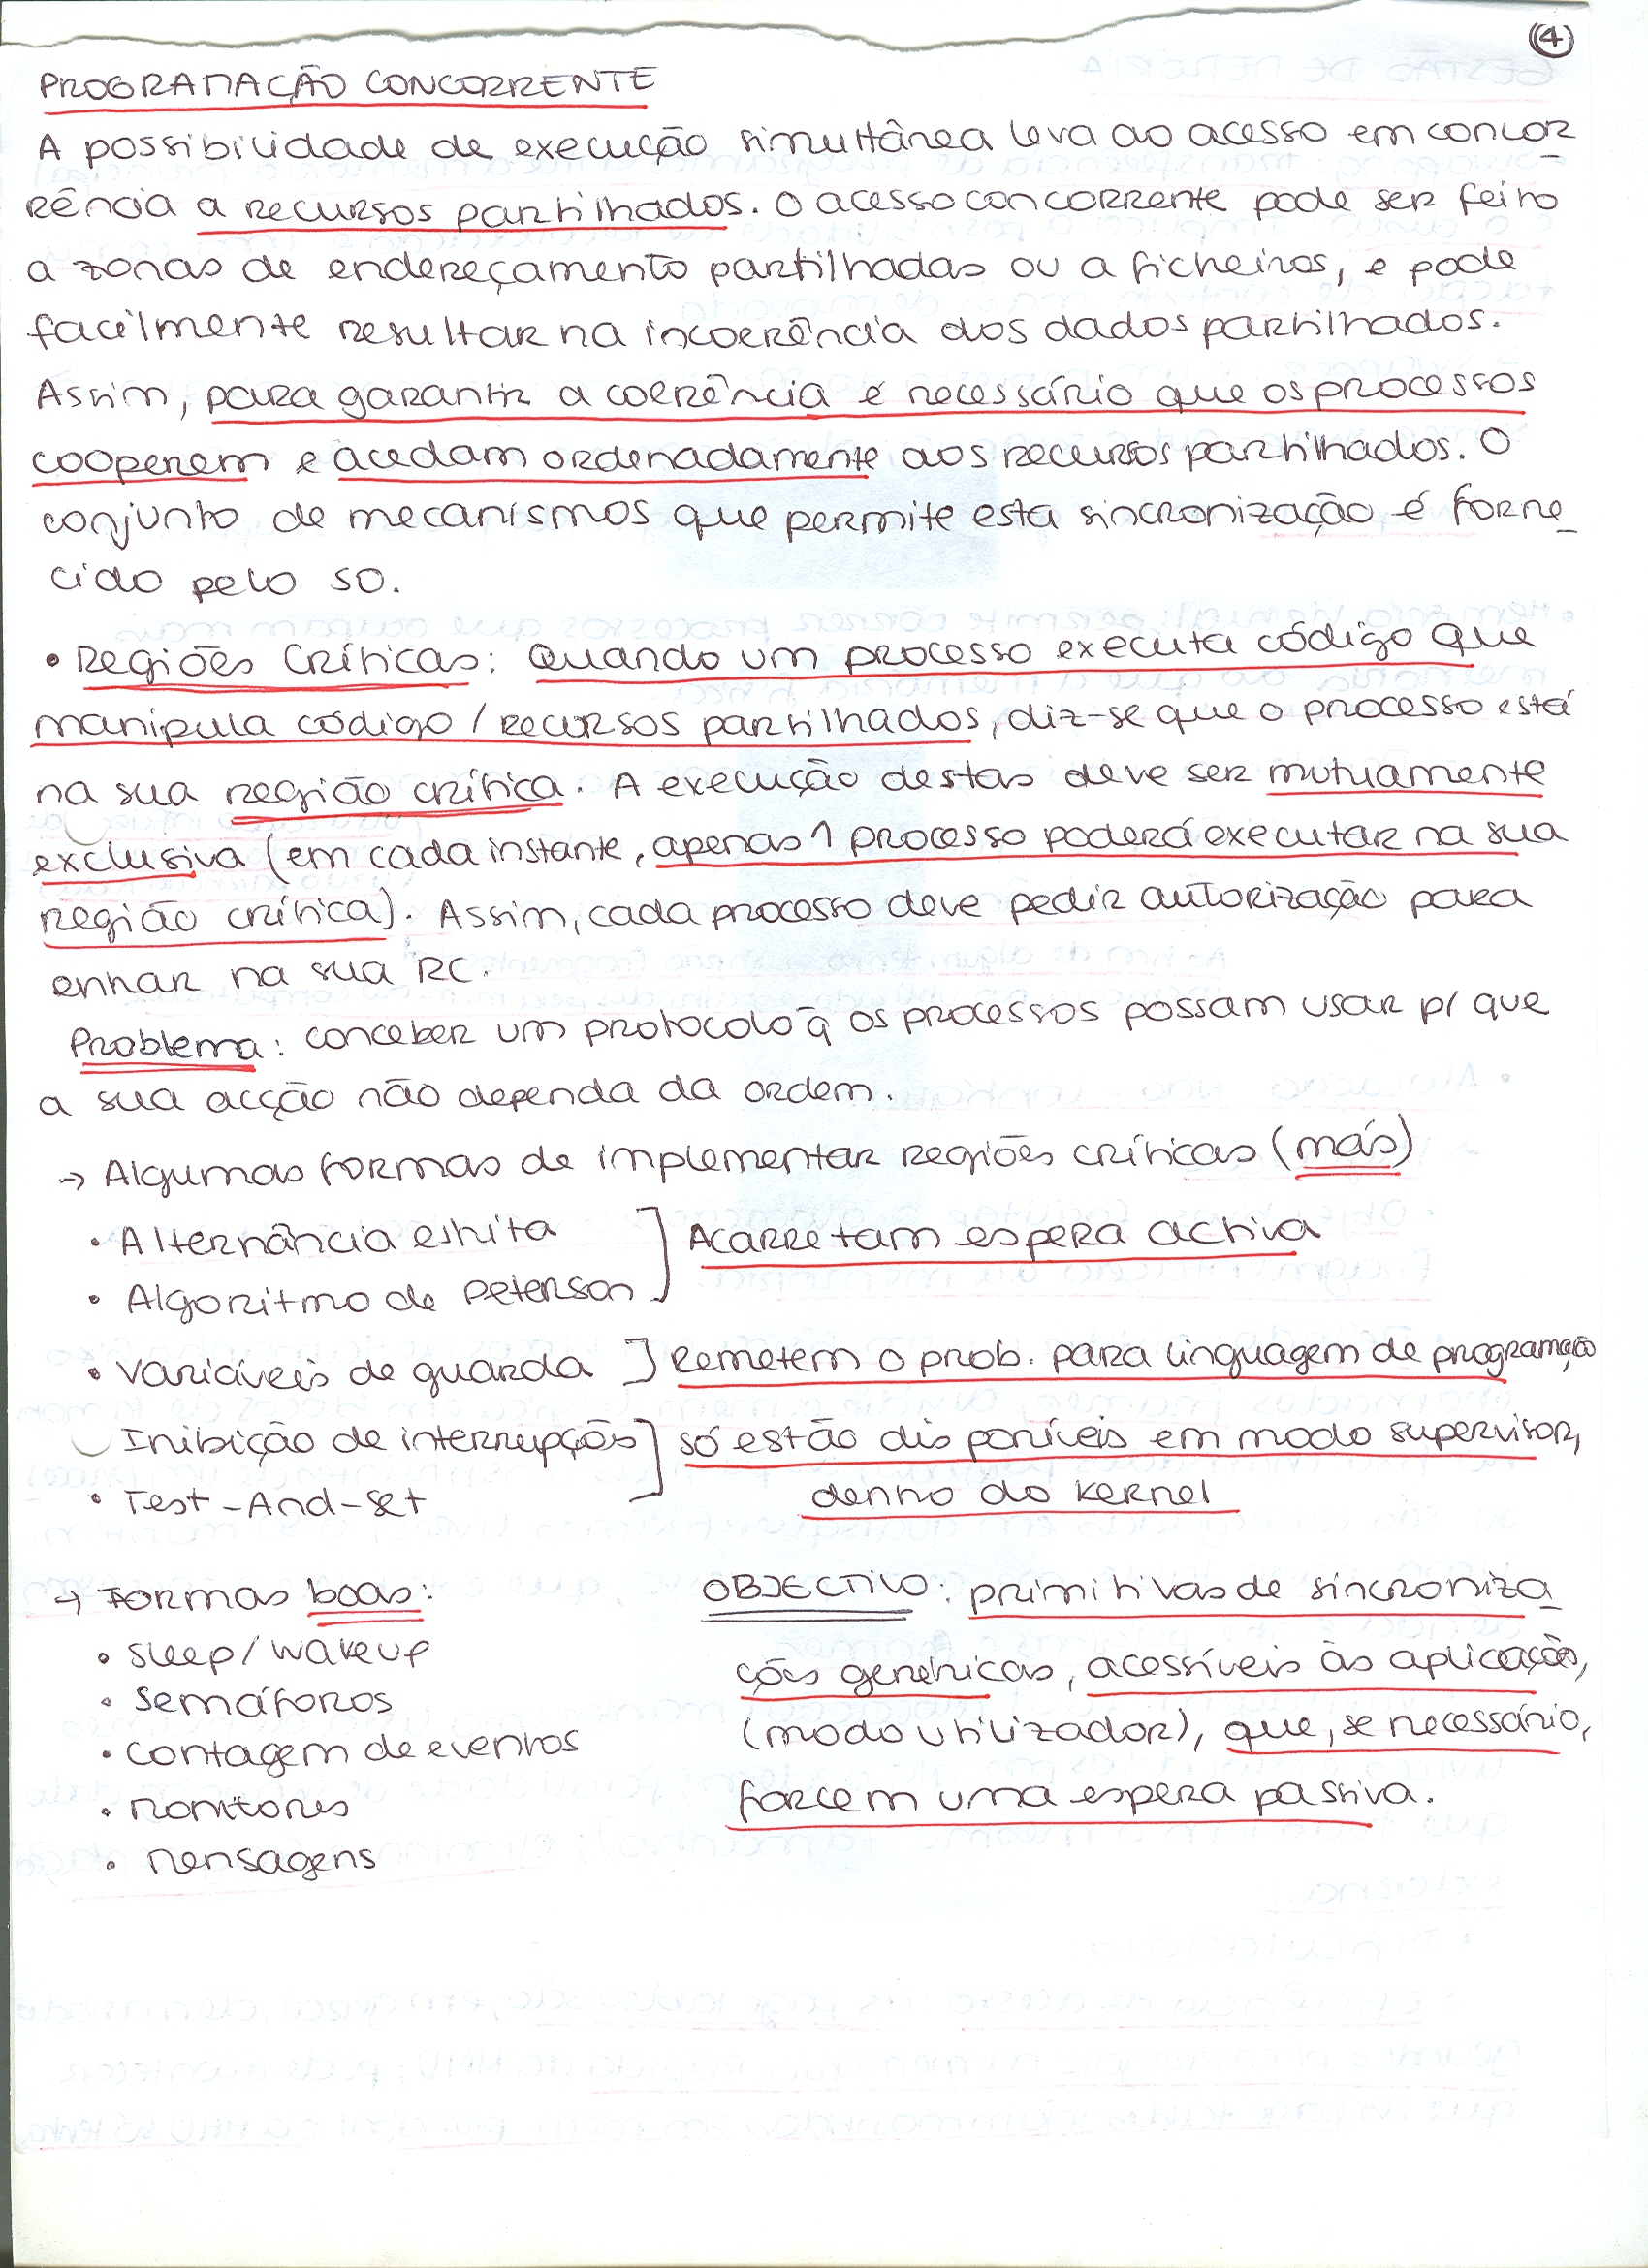 4
PROGRAMAÇÃO CONCORRENTE
A possibilidade de execução simultânea leva ao acesso em concor
rência a recursos partilhados. O acesso concorrente pode ser feito
a zonas de endereçamento partilhadas ou a ficheiros, e pode
facilmente resultar na incoerência dos dados partilhados.
Assim, para garantir a coerência é necessário que os processos
cooperem e acedam ordenadamente aos recursos partilhados. O
conjunto de mecanismos que permite esta sincronização é forne_
cido pelo SO.
• Regiões Críticas: Quando um processo executa código que
manipula código / recursos partilhados, diz-se que o processo está
na sua região crítica. A execução destas deve ser mutuamente
exclusiva (em cada instante, apenas 1 processo poderá executar na sua
região crítica). Assim, cada processo deve pedir autorização para
entrar na sua RC.
Problema: conceber um protocolo q̃ os processos possam usar p/ que
a sua acção não dependa da ordem.
→ Algumas formas de implementar regiões críticas (más)
• Alternância estrita ] Acarretam espera activa
• Algoritmo de Peterson
• Variáveis de guarda ] Remetem o prob. para linguagem de programação
Inibição de interrupções ] só estão disponíveis em modo supervisor,
• Test-And-Set dentro do kernel
→ Formas boas:
• Sleep/Wakeup
• Semáforos
• Contagem de eventos
• Monitores
• Mensagens
OBJECTIVO: primitivas de sincroniza
ções genéricas, acessíveis às aplicações,
(modo utilizador), que, se necessário,
forcem uma espera passiva.